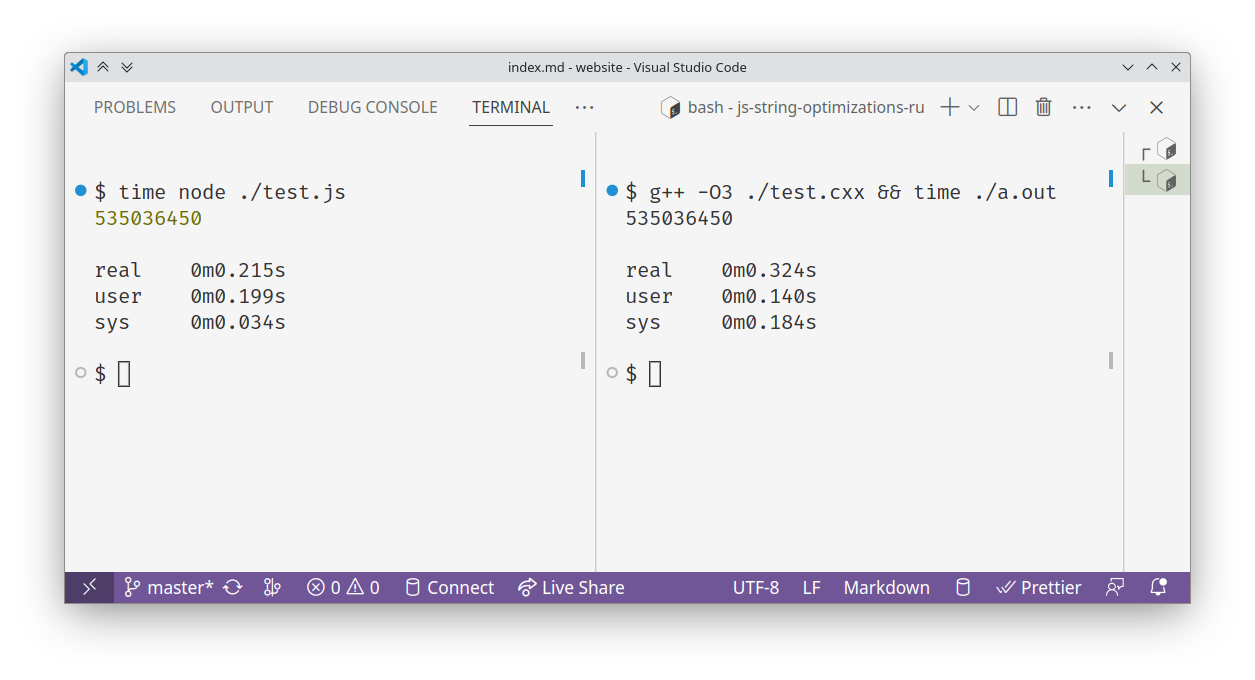 index.md - website - Visual Studio Code
PROBLEMS OUTPUT DEBUG CONSOLE TERMINAL ··· bash - js-string-optimizations-ru ···
$ time node ./test.js
535036450
real 0m0.215s
user 0m0.199s
sys 0m0.034s
$
$ g++ -O3 ./test.cxx && time ./a.out
535036450
real 0m0.324s
user 0m0.140s
sys 0m0.184s
$
master* 0 0 Connect Live Share UTF-8 LF Markdown Prettier